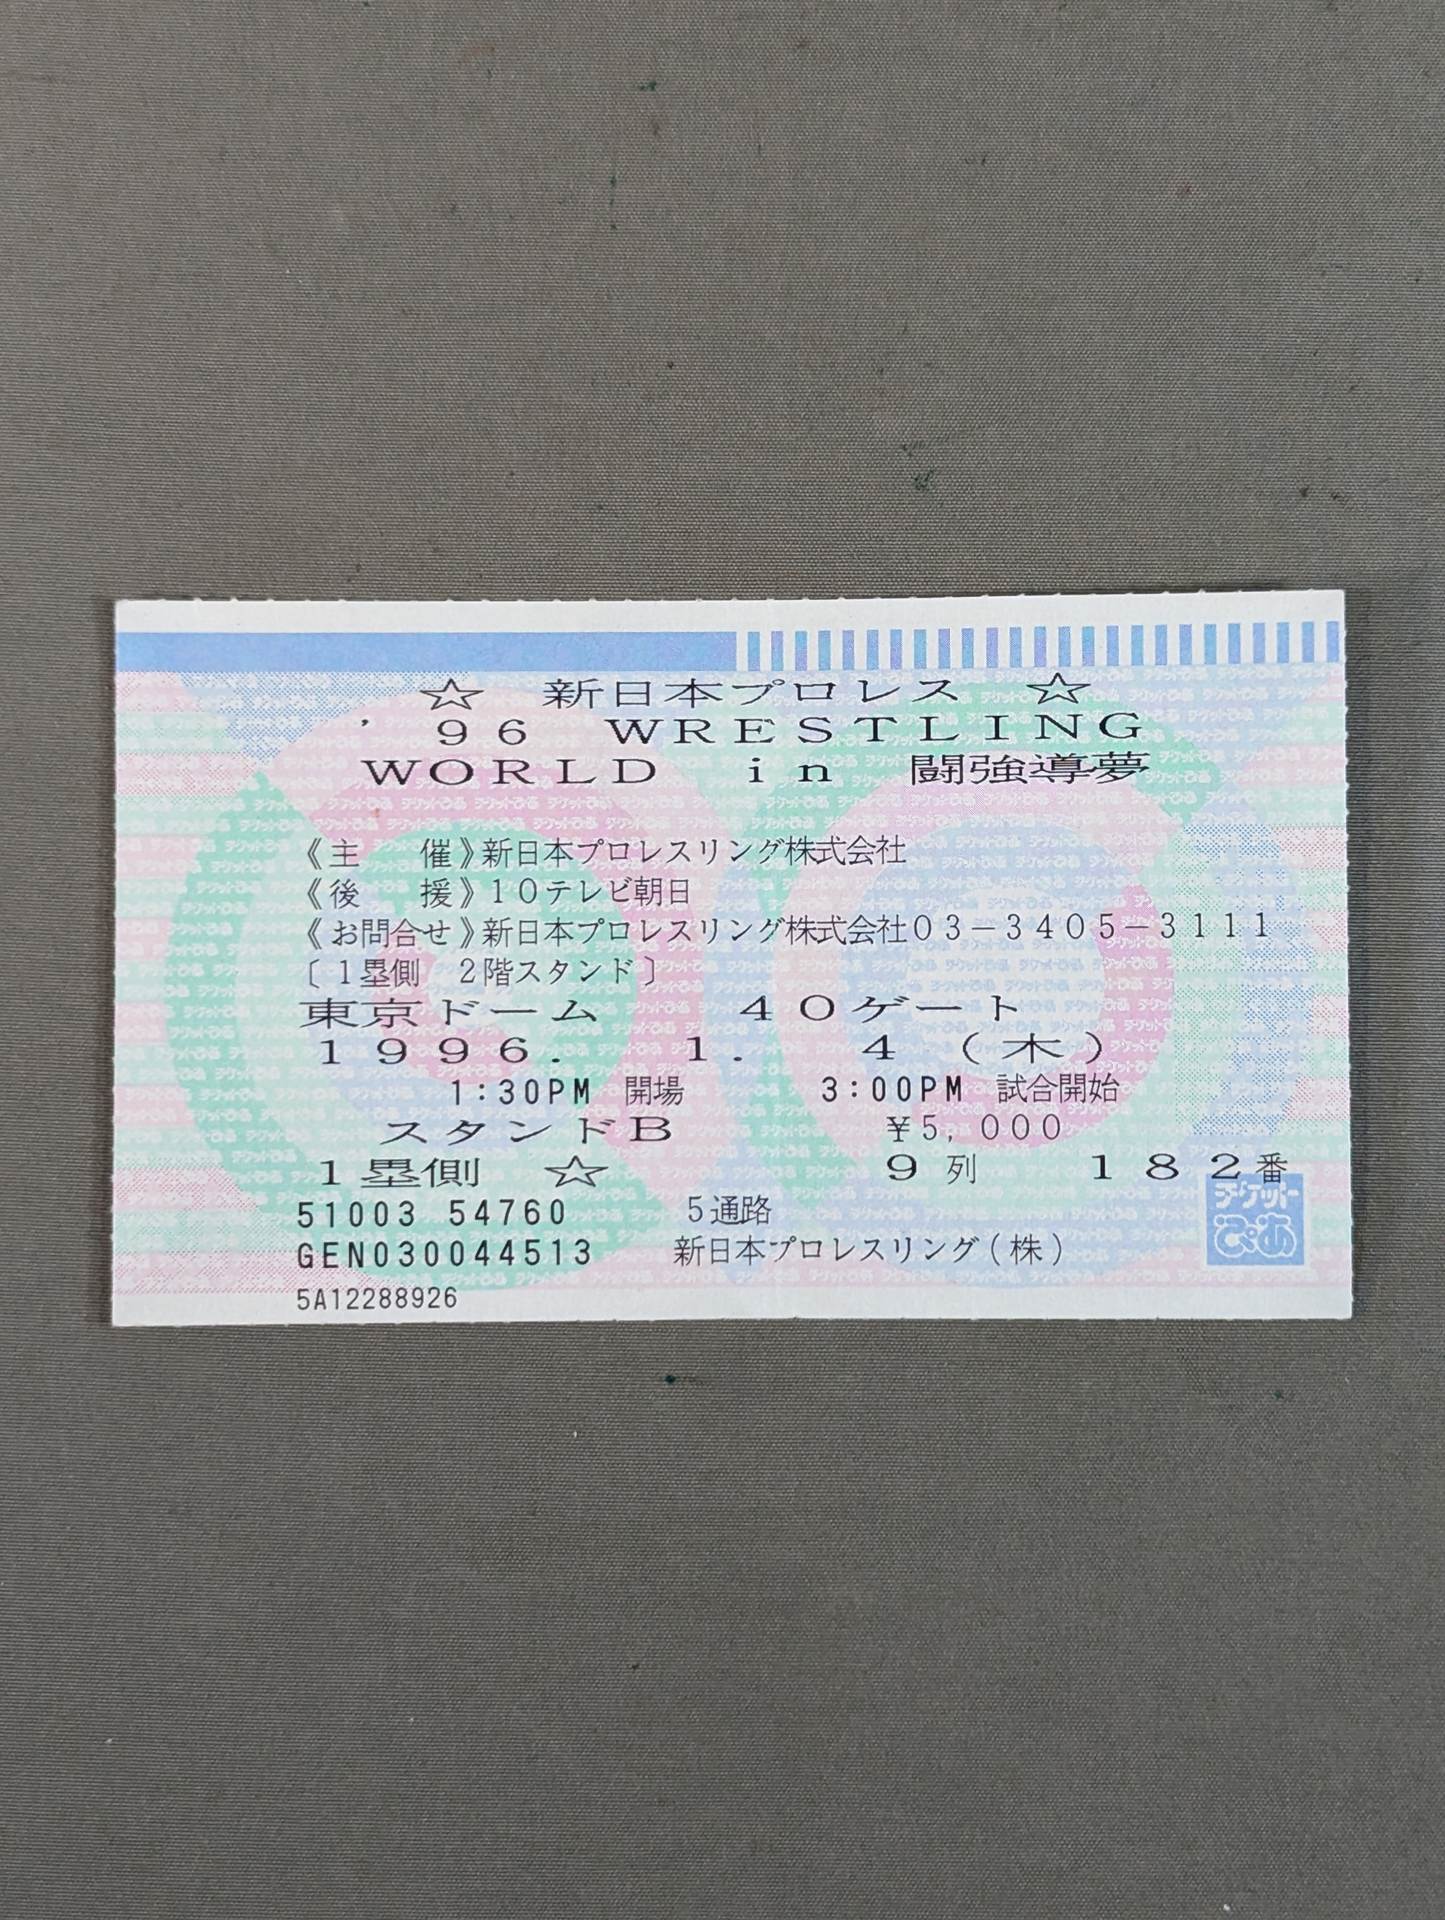 ☆ 新日本プロレス ☆
'96 WRESTLING
WORLD in 闘強導夢
《主 催》新日本プロレスリング株式会社
《後 援》10テレビ朝日
《お問合せ》新日本プロレスリング株式会社03-3405-3111
〔1塁側 2階スタンド〕
東京ドーム 40ゲート
1996. 1. 4(木)
1:30PM 開場 3:00PM 試合開始
スタンドB ¥5,000
1塁側 ☆ 9列 182番
51003 54760 5通路
GEN030044513 新日本プロレスリング(株)
5A12288926
チケット
ぴあ